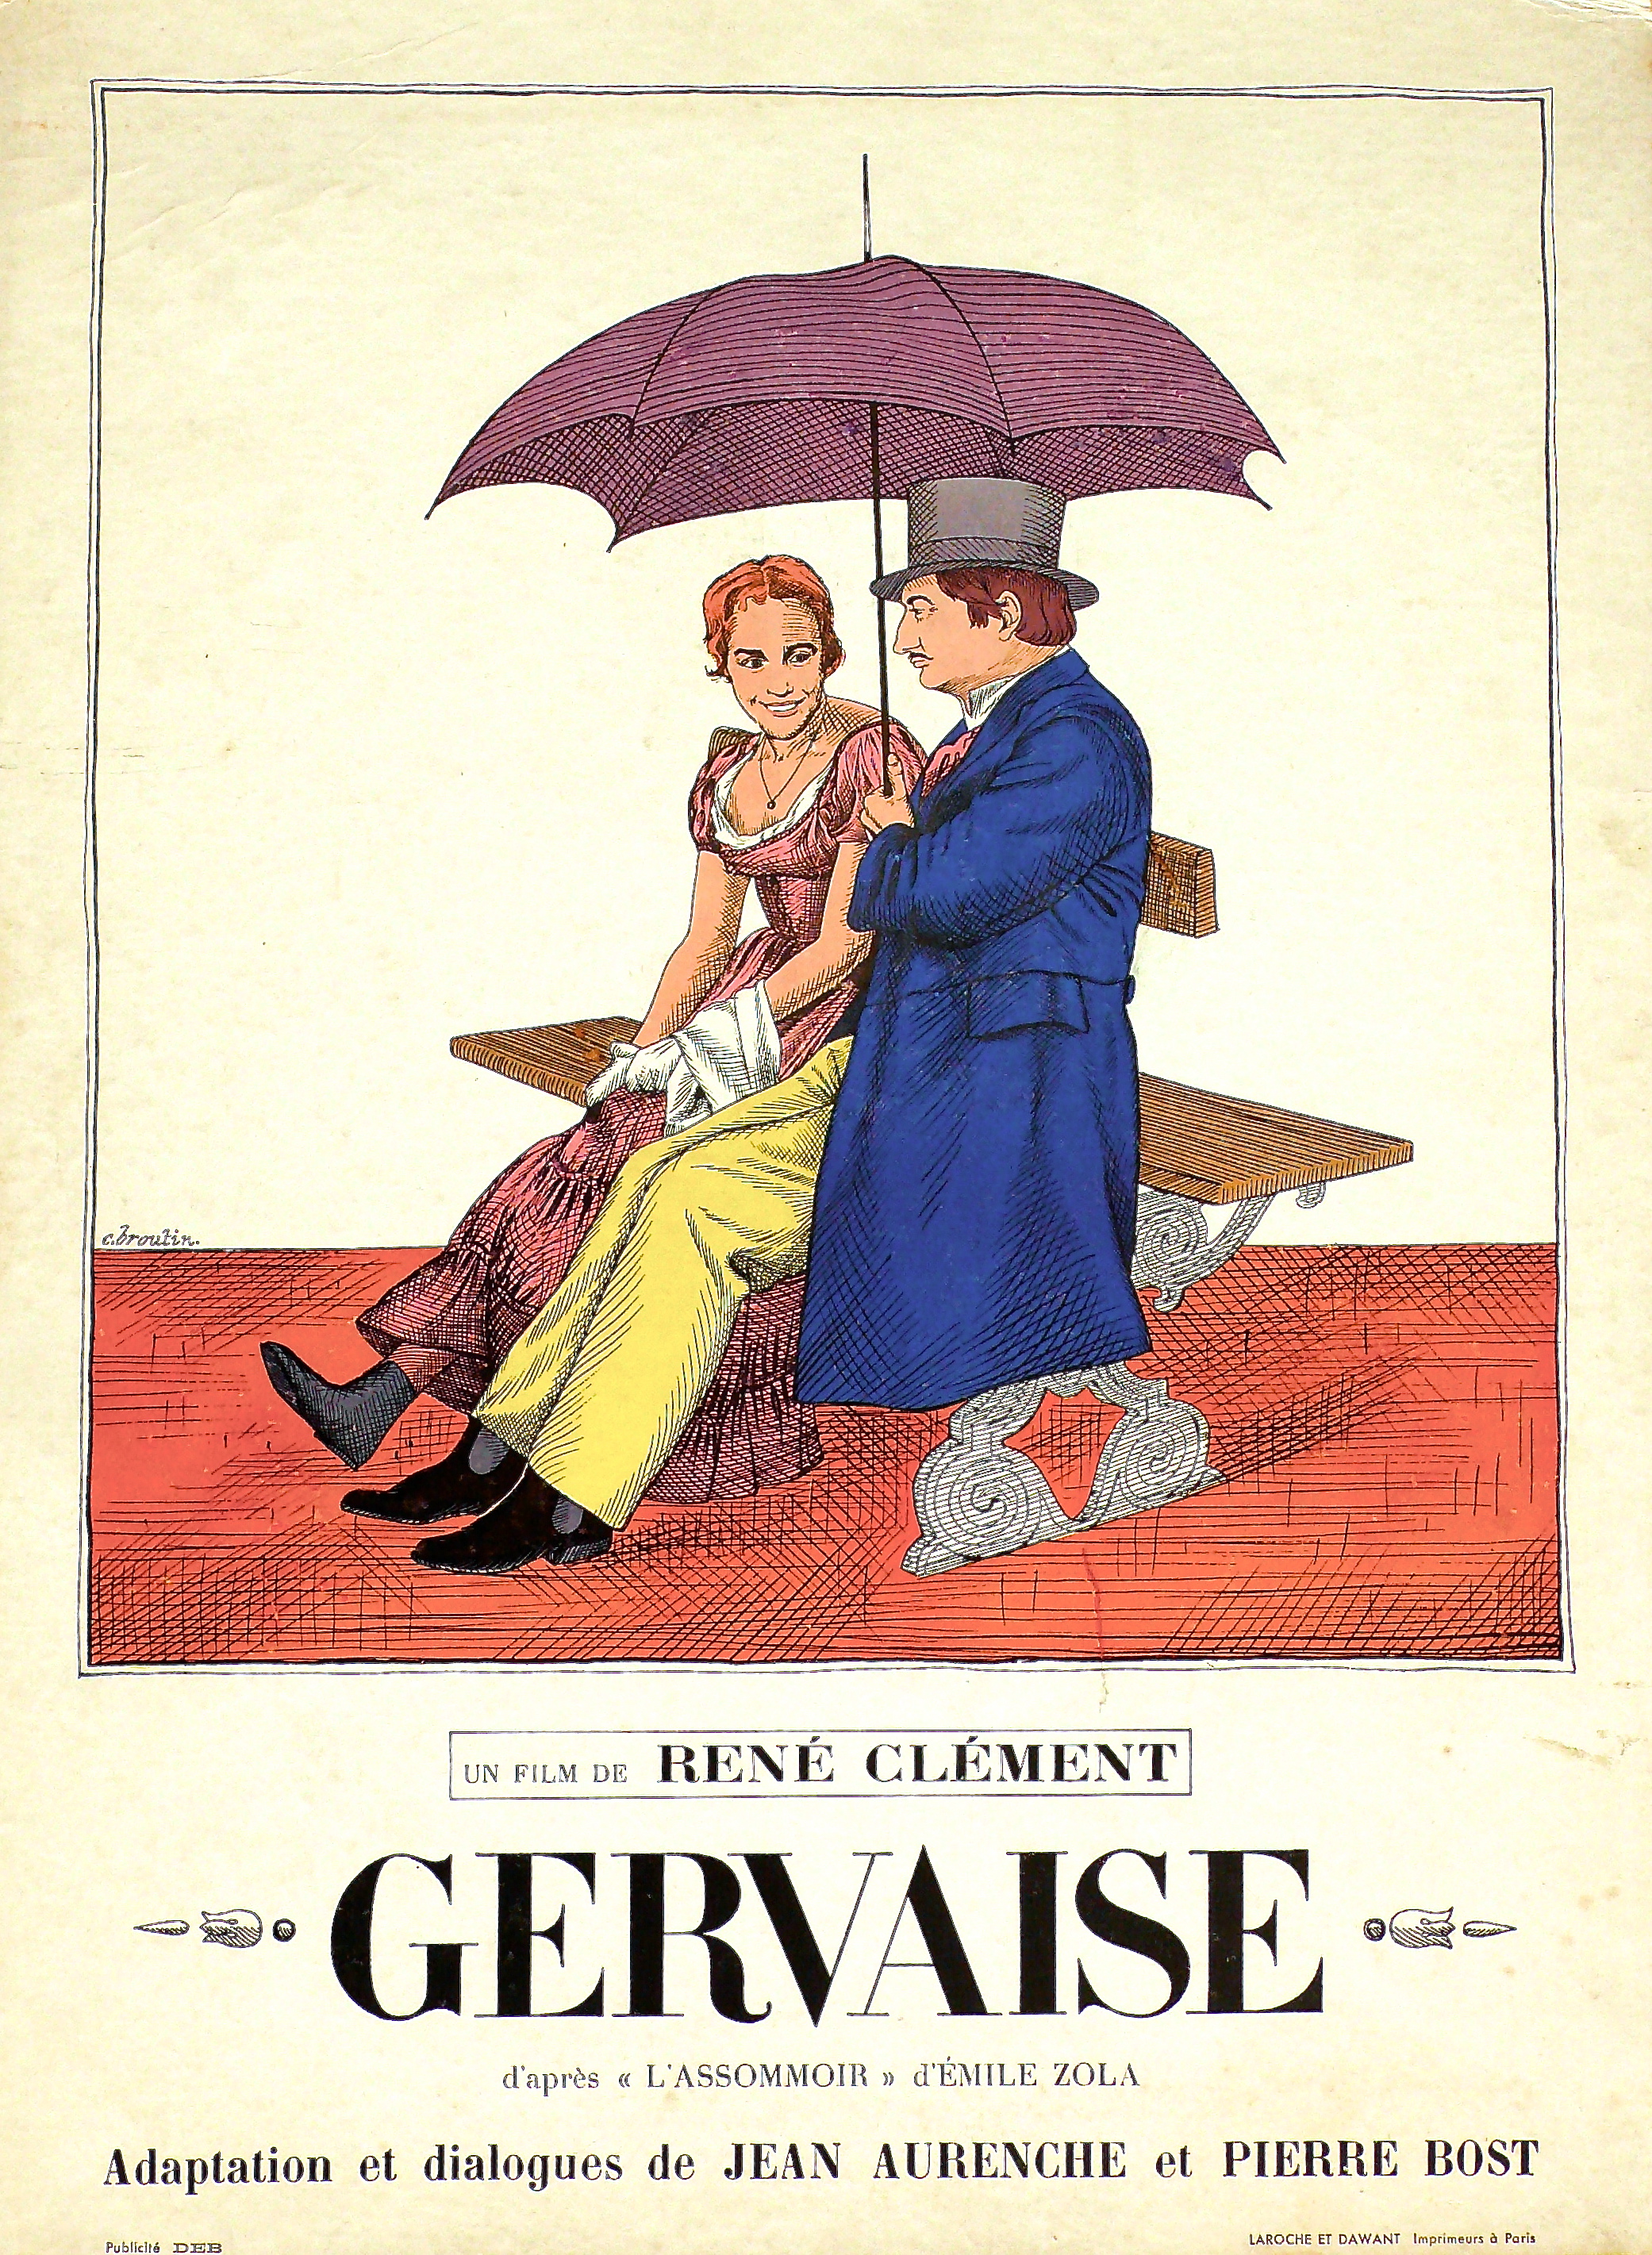 c.broutin.
UN FILM DE RENÉ CLÉMENT
GERVAISE
d'après « L'ASSOMMOIR » d'ÉMILE ZOLA
Adaptation et dialogues de JEAN AURENCHE et PIERRE BOST
Publicité DEB
LAROCHE ET DAWANT Imprimeurs à Paris